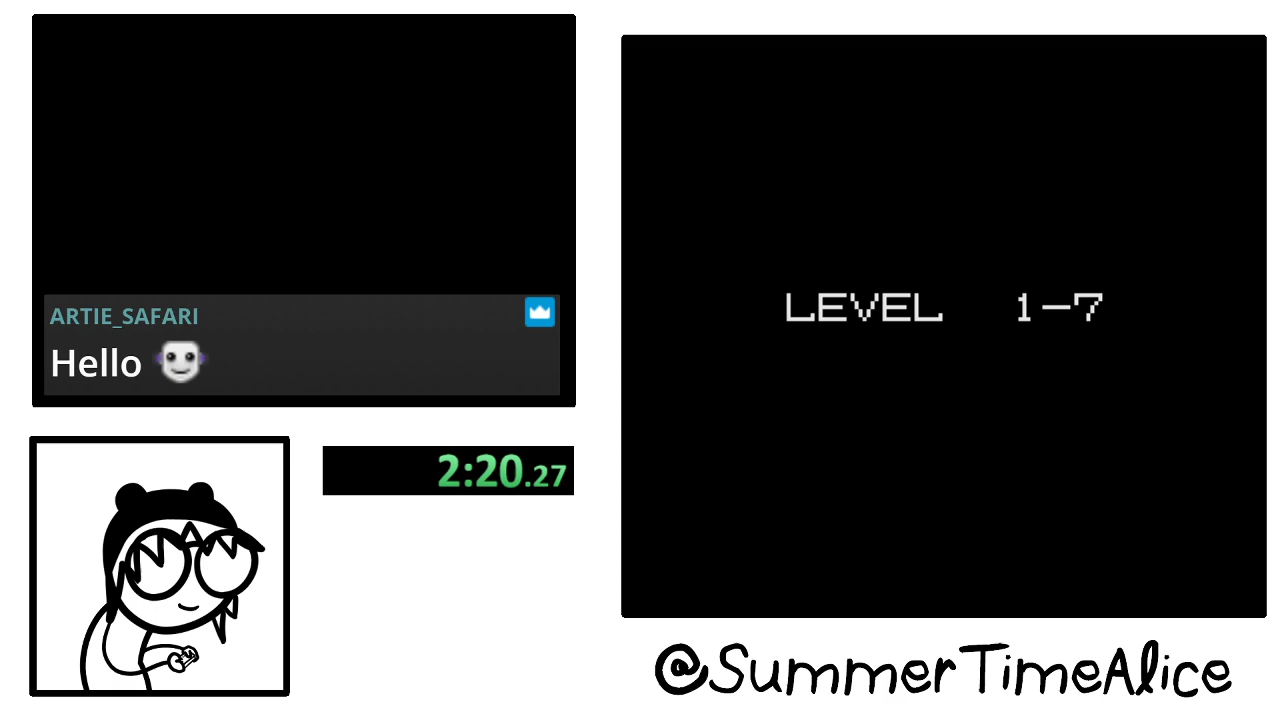 ARTIE_SAFARI
Hello
2:20.27
LEVEL 1-7
@SummerTimeAlice